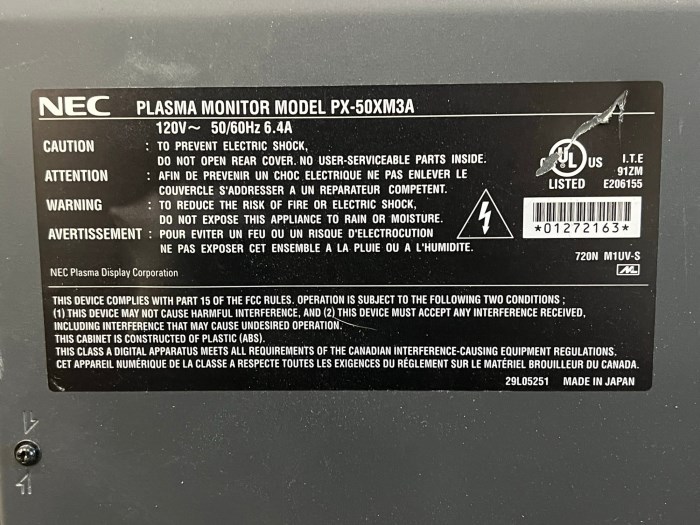 NEC PLASMA MONITOR MODEL PX-50XM3A
120V~ 50/60Hz 6.4A
CAUTION : TO PREVENT ELECTRIC SHOCK,
DO NOT OPEN REAR COVER. NO USER-SERVICEABLE PARTS INSIDE.
ATTENTION : AFIN DE PREVENIR UN CHOC ELECTRIQUE NE PAS ENLEVER LE
COUVERCLE S'ADRESSER A UN REPARATEUR COMPETENT.
WARNING : TO REDUCE THE RISK OF FIRE OR ELECTRIC SHOCK,
DO NOT EXPOSE THIS APPLIANCE TO RAIN OR MOISTURE.
AVERTISSEMENT : POUR EVITER UN FEU OU UN RISQUE D'ELECTROCUTION
NE PAS EXPOSER CET ENSEMBLE A LA PLUIE OU A L'HUMIDITE.
NEC Plasma Display Corporation
UL US
LISTED
I.T.E
91ZM
E206155
*01272163*
720N M1UV-S
THIS DEVICE COMPLIES WITH PART 15 OF THE FCC RULES. OPERATION IS SUBJECT TO THE FOLLOWING TWO CONDITIONS ;
(1) THIS DEVICE MAY NOT CAUSE HARMFUL INTERFERENCE, AND (2) THIS DEVICE MUST ACCEPT ANY INTERFERENCE RECEIVED,
INCLUDING INTERFERENCE THAT MAY CAUSE UNDESIRED OPERATION.
THIS CABINET IS CONSTRUCTED OF PLASTIC (ABS).
THIS CLASS A DIGITAL APPARATUS MEETS ALL REQUIREMENTS OF THE CANADIAN INTERFERENCE-CAUSING EQUIPMENT REGULATIONS.
CET APPAREIL NUMÉRIQUE DE LA CLASSE A RESPECTE TOUTES LES EXIGENCES DU RÉGLEMENT SUR LE MATÉRIEL BROUILLEUR DU CANADA.
29L05251 MADE IN JAPAN